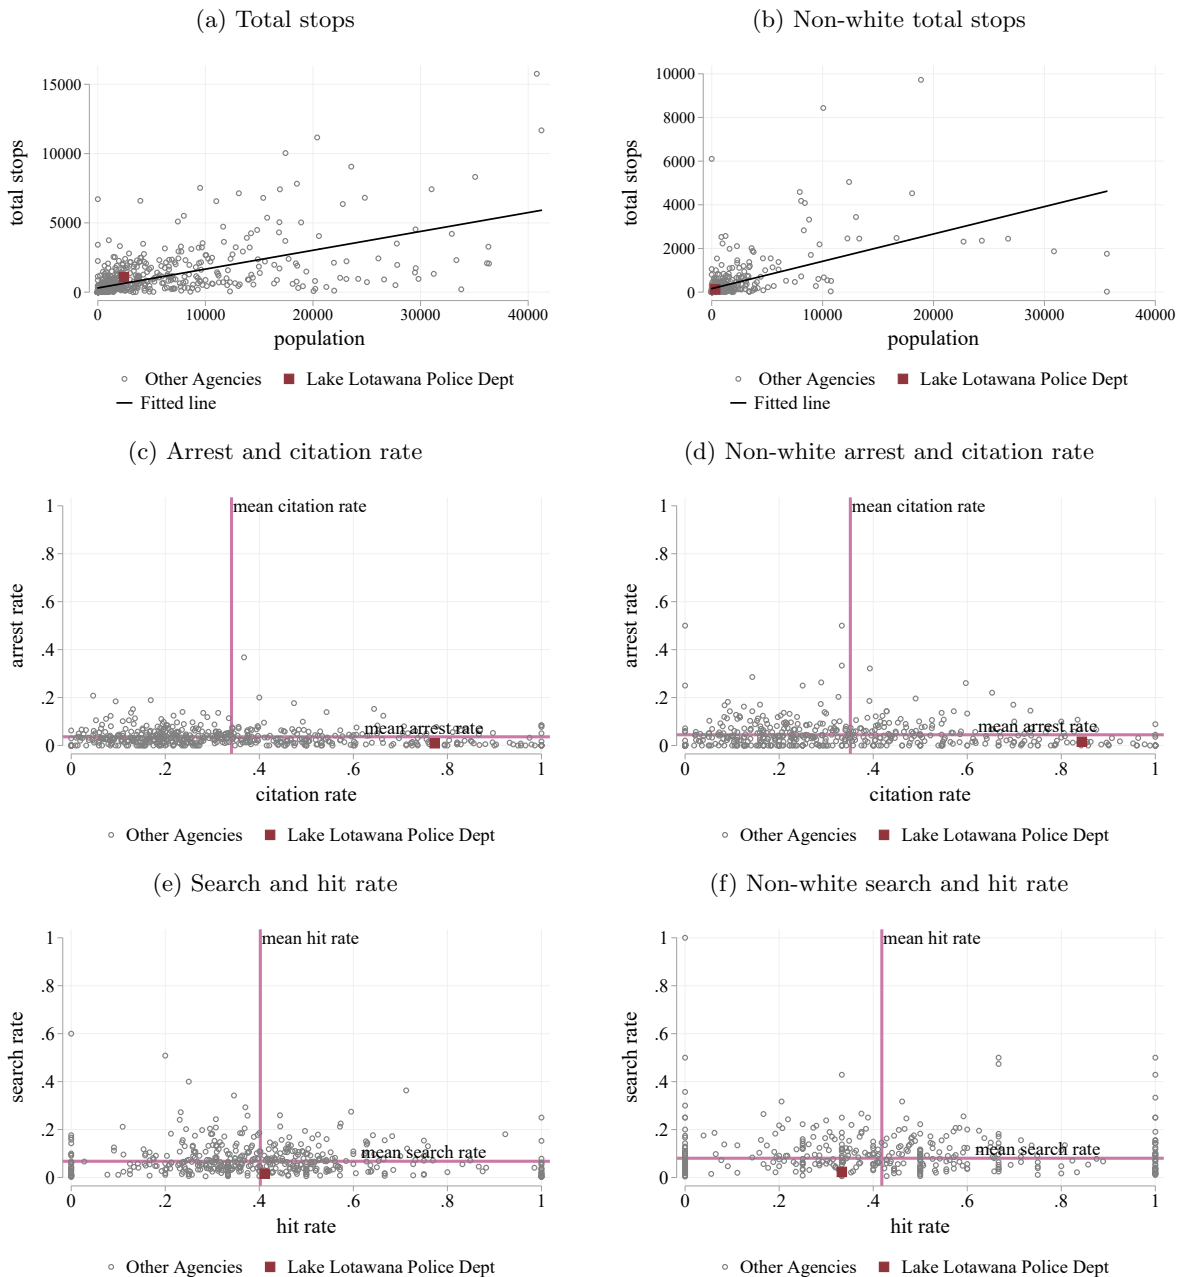 (a) Total stops
(b) Non-white total stops
total stops
15000
10000
5000
0
0 10000 20000 30000 40000
population
Other Agencies Lake Lotawana Police Dept
Fitted line
total stops
10000
8000
6000
4000
2000
0
0 10000 20000 30000 40000
population
Other Agencies Lake Lotawana Police Dept
Fitted line
(c) Arrest and citation rate
(d) Non-white arrest and citation rate
arrest rate
1
.8
.6
.4
.2
0
mean citation rate
mean arrest rate
0 .2 .4 .6 .8 1
citation rate
Other Agencies Lake Lotawana Police Dept
arrest rate
1
.8
.6
.4
.2
0
mean citation rate
mean arrest rate
0 .2 .4 .6 .8 1
citation rate
Other Agencies Lake Lotawana Police Dept
(e) Search and hit rate
(f) Non-white search and hit rate
search rate
1
.8
.6
.4
.2
0
mean hit rate
mean search rate
0 .2 .4 .6 .8 1
hit rate
Other Agencies Lake Lotawana Police Dept
search rate
1
.8
.6
.4
.2
0
mean hit rate
mean search rate
0 .2 .4 .6 .8 1
hit rate
Other Agencies Lake Lotawana Police Dept